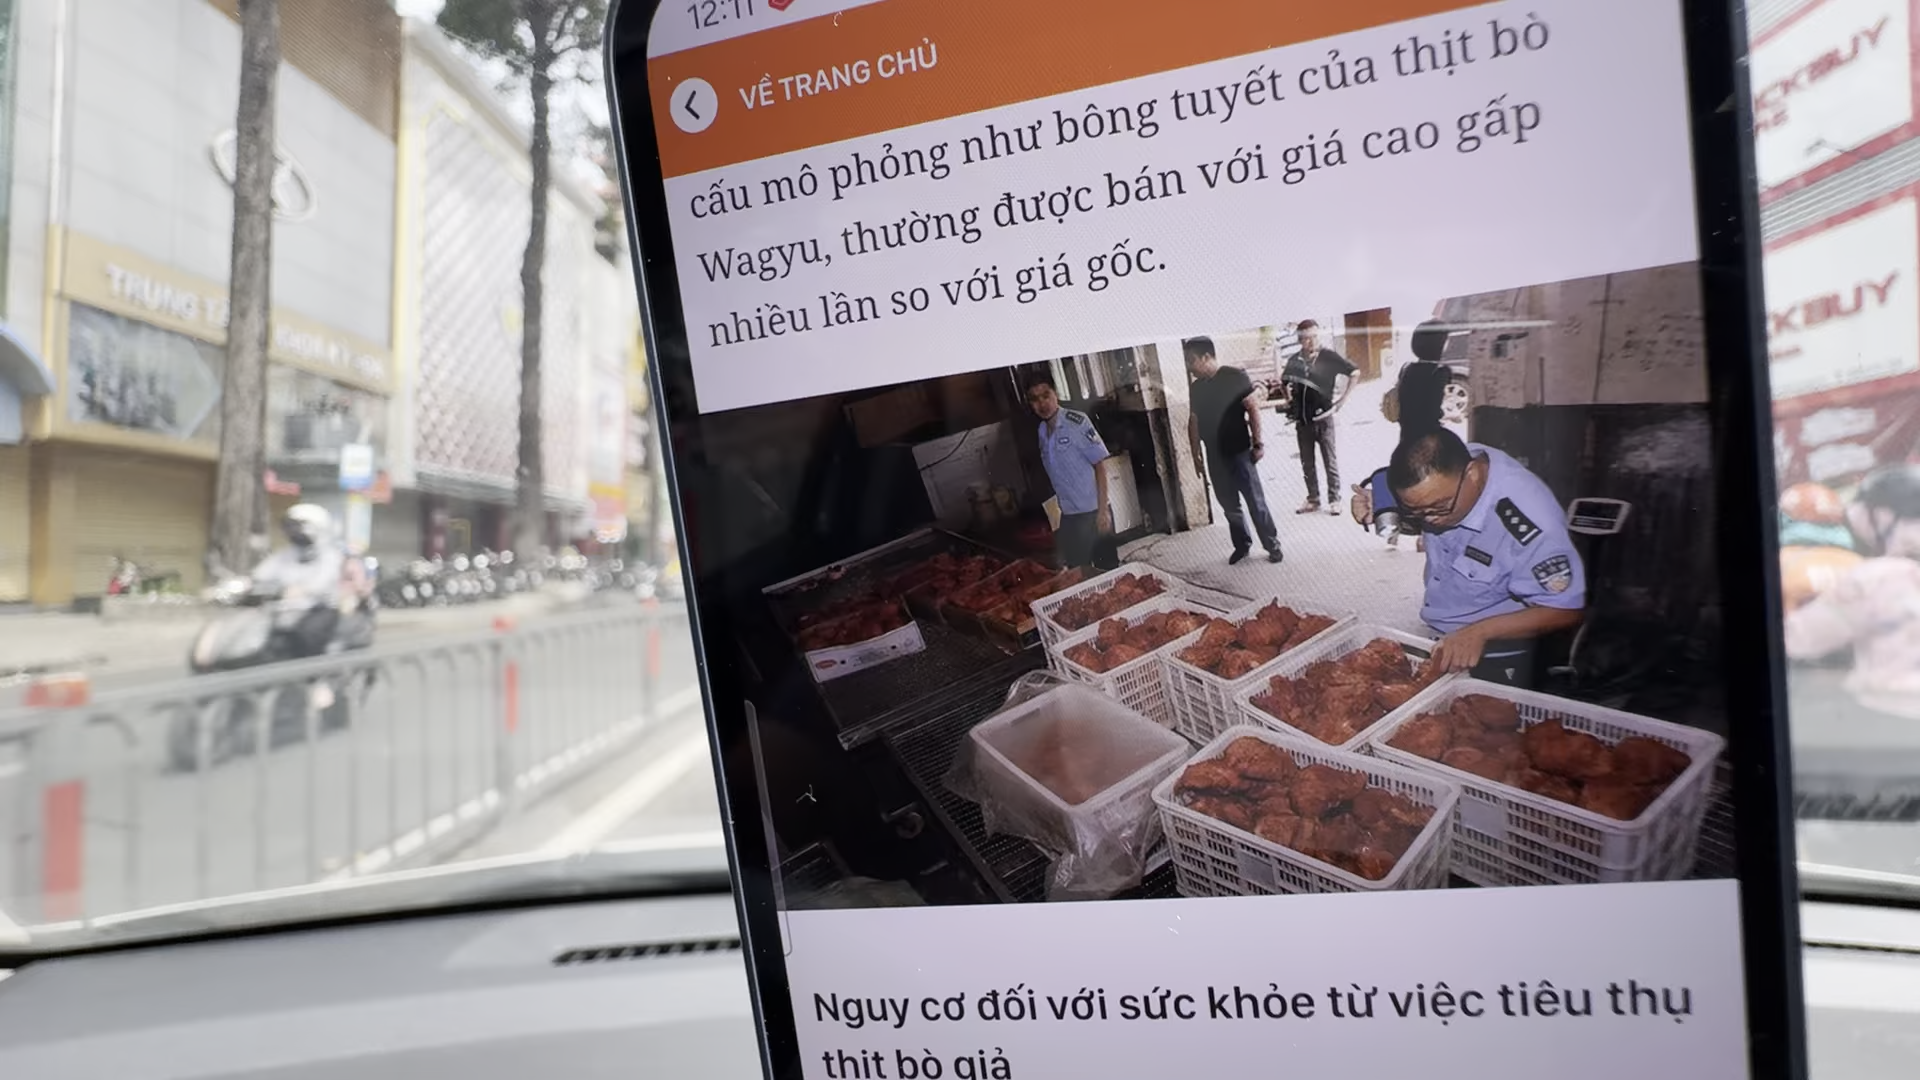 12:11
VỀ TRANG CHỦ
cấu mô phỏng như bông tuyết của thịt bò
Wagyu, thường được bán với giá cao gấp
nhiều lần so với giá gốc.
Nguy cơ đối với sức khỏe từ việc tiêu thụ
thịt bò giả
TRUNG
KBUY
KBUY